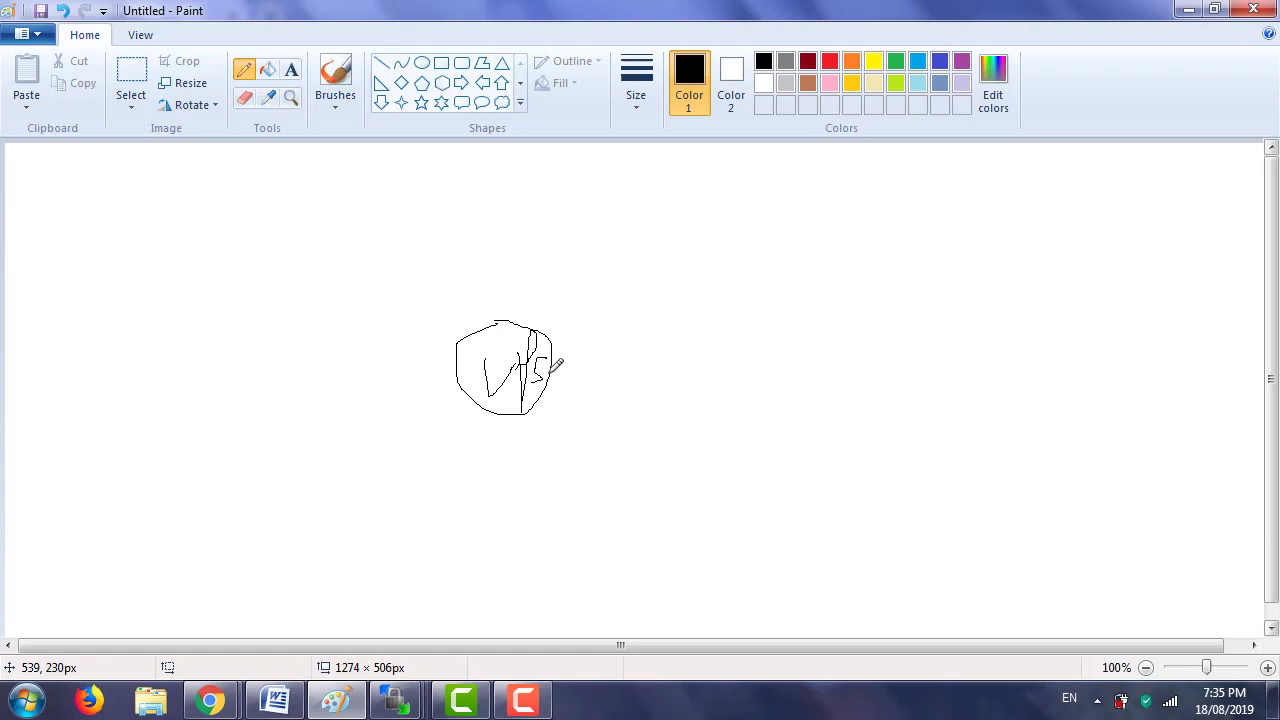 Untitled - Paint
Home
View
Paste
Cut
Copy
Clipboard
Select
Crop
Resize
Rotate
Image
Tools
Brushes
Shapes
Outline
Fill
Size
Color
1
Color
2
Edit
colors
Colors
VPS
539, 230px
1274 × 506px
100%
EN
7:35 PM
18/08/2019